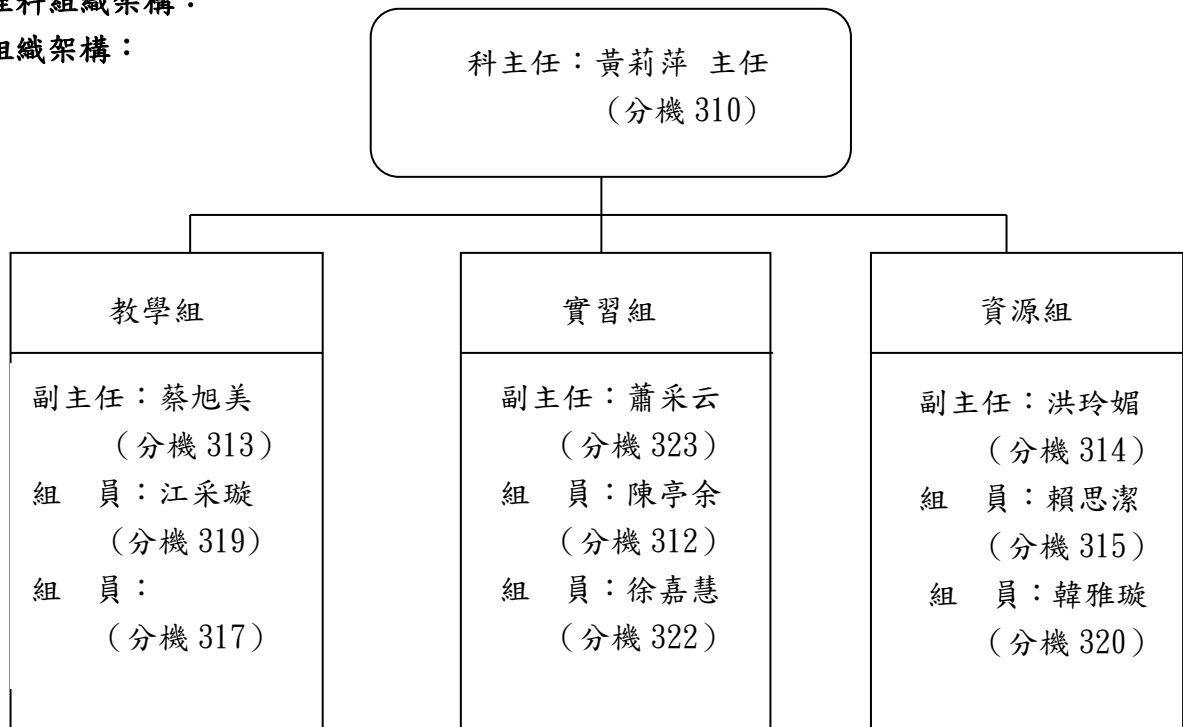 科組織架構：
組織架構：
科主任：黃莉萍 主任
（分機 310）
教學組
副主任：蔡旭美
（分機 313）
組 員：江采璇
（分機 319）
組 員：
（分機 317）
實習組
副主任：蕭采云
（分機 323）
組 員：陳亭余
（分機 312）
組 員：徐嘉慧
（分機 322）
資源組
副主任：洪玲媚
（分機 314）
組 員：賴思潔
（分機 315）
組 員：韓雅璇
（分機 320）